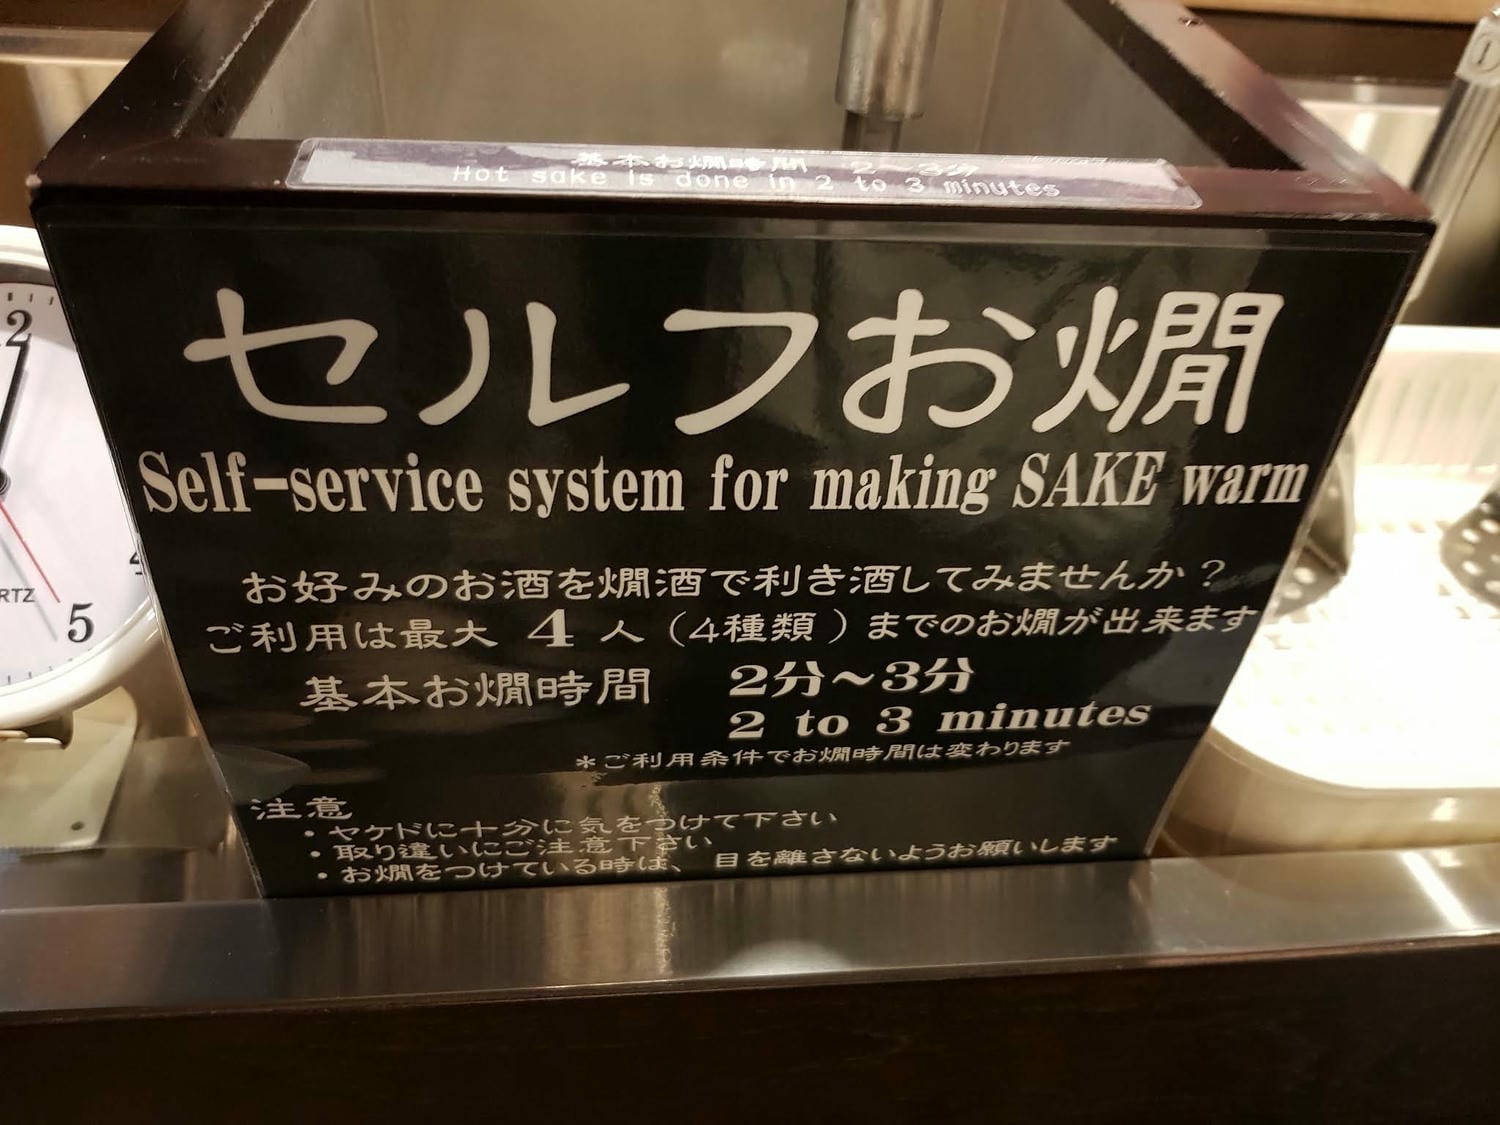 基本お燗時間 2～3分
Hot sake is done in 2 to 3 minutes
セルフお燗
Self-service system for making SAKE warm
お好みのお酒を燗酒で利き酒してみませんか？
ご利用は最大 4 人（4種類）までのお燗が出来ます
基本お燗時間 2分～3分
2 to 3 minutes
＊ご利用条件でお燗時間は変わります
注意
・ヤケドに十分に気をつけて下さい
・取り違いにご注意下さい
・お燗をつけている時は、目を離さないようお願いします
12
5